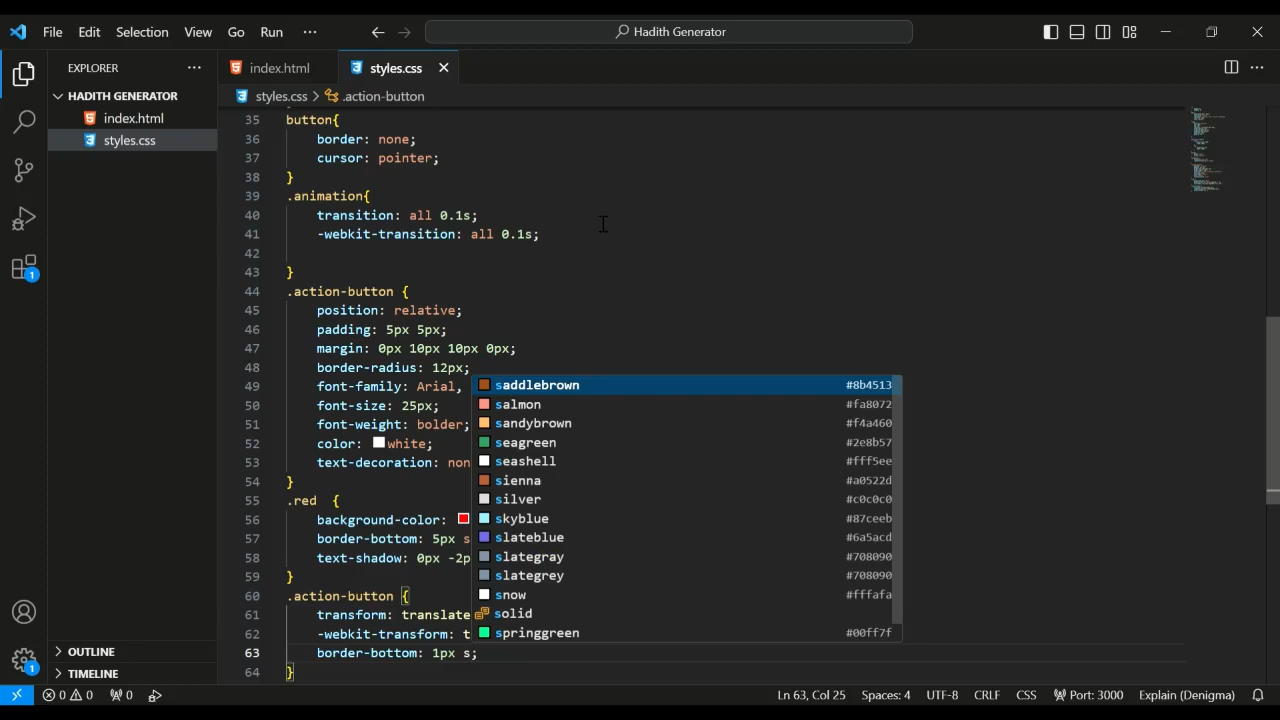 File Edit Selection View Go Run ··· Hadith Generator
EXPLORER ···
HADITH GENERATOR
index.html
styles.css
OUTLINE
TIMELINE
index.html styles.css
styles.css > .action-button
35 button{
36 border: none;
37 cursor: pointer;
38 }
39 .animation{
40 transition: all 0.1s;
41 -webkit-transition: all 0.1s;
42
43 }
44 .action-button {
45 position: relative;
46 padding: 5px 5px;
47 margin: 0px 10px 10px 0px;
48 border-radius: 12px;
49 font-family: Arial,
50 font-size: 25px;
51 font-weight: bolder;
52 color: white;
53 text-decoration: non
54 }
55 .red {
56 background-color:
57 border-bottom: 5px s
58 text-shadow: 0px -2p
59 }
60 .action-button {
61 transform: translate
62 -webkit-transform: t
63 border-bottom: 1px s;
64 }
saddlebrown #8b4513
salmon #fa8072
sandybrown #f4a460
seagreen #2e8b57
seashell #fff5ee
sienna #a0522d
silver #c0c0c0
skyblue #87ceeb
slateblue #6a5acd
slategray #708090
slategrey #708090
snow #fffafa
solid
springgreen #00ff7f
1
1
0 0 0 Ln 63, Col 25 Spaces: 4 UTF-8 CRLF CSS Port: 3000 Explain (Denigma)